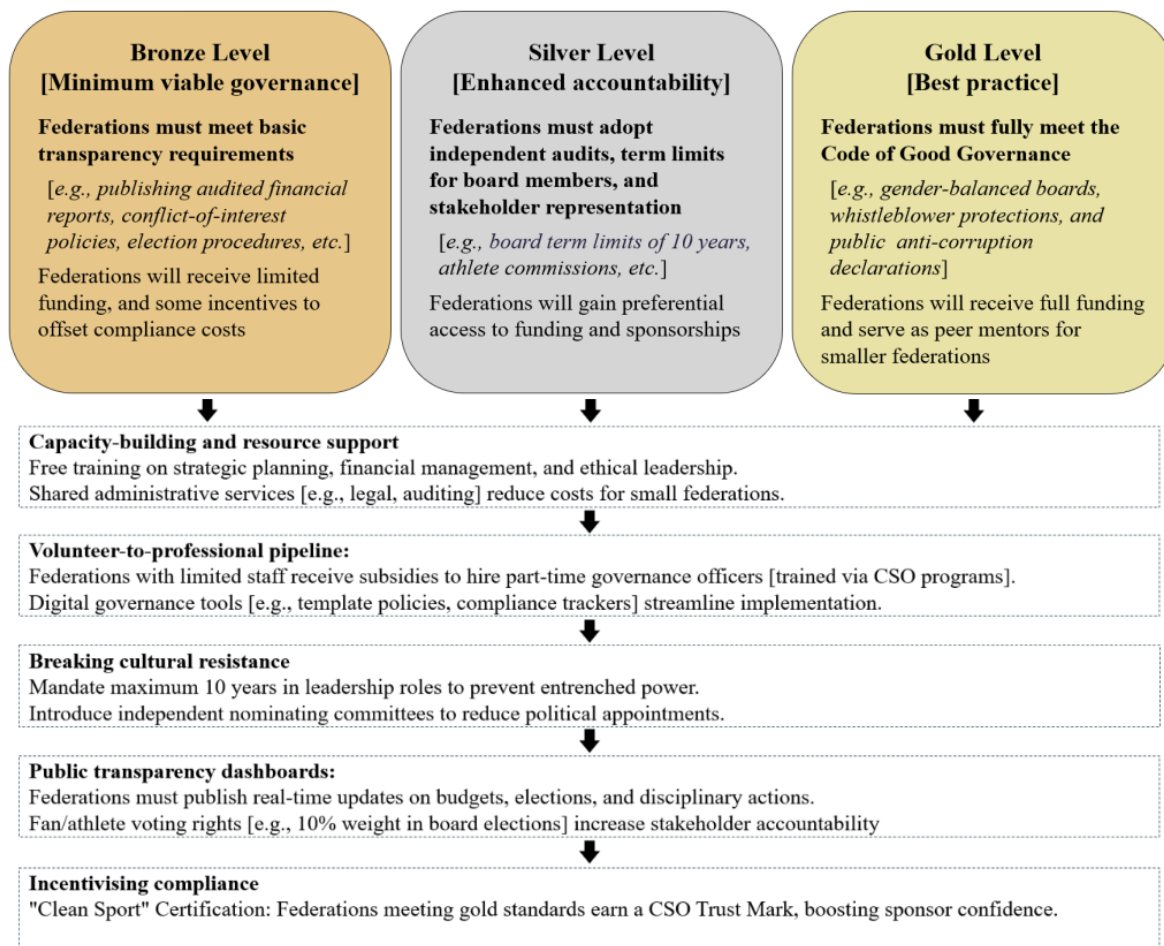 Bronze Level
[Minimum viable governance]
Federations must meet basic
transparency requirements
[e.g., publishing audited financial
reports, conflict-of-interest
policies, election procedures, etc.]
Federations will receive limited
funding, and some incentives to
offset compliance costs
Silver Level
[Enhanced accountability]
Federations must adopt
independent audits, term limits
for board members, and
stakeholder representation
[e.g., board term limits of 10 years,
athlete commissions, etc.]
Federations will gain preferential
access to funding and sponsorships
Gold Level
[Best practice]
Federations must fully meet the
Code of Good Governance
[e.g., gender-balanced boards,
whistleblower protections, and
public anti-corruption
declarations]
Federations will receive full funding
and serve as peer mentors for
smaller federations
Capacity-building and resource support
Free training on strategic planning, financial management, and ethical leadership.
Shared administrative services [e.g., legal, auditing] reduce costs for small federations.
Volunteer-to-professional pipeline:
Federations with limited staff receive subsidies to hire part-time governance officers [trained via CSO programs].
Digital governance tools [e.g., template policies, compliance trackers] streamline implementation.
Breaking cultural resistance
Mandate maximum 10 years in leadership roles to prevent entrenched power.
Introduce independent nominating committees to reduce political appointments.
Public transparency dashboards:
Federations must publish real-time updates on budgets, elections, and disciplinary actions.
Fan/athlete voting rights [e.g., 10% weight in board elections] increase stakeholder accountability
Incentivising compliance
"Clean Sport" Certification: Federations meeting gold standards earn a CSO Trust Mark, boosting sponsor confidence.